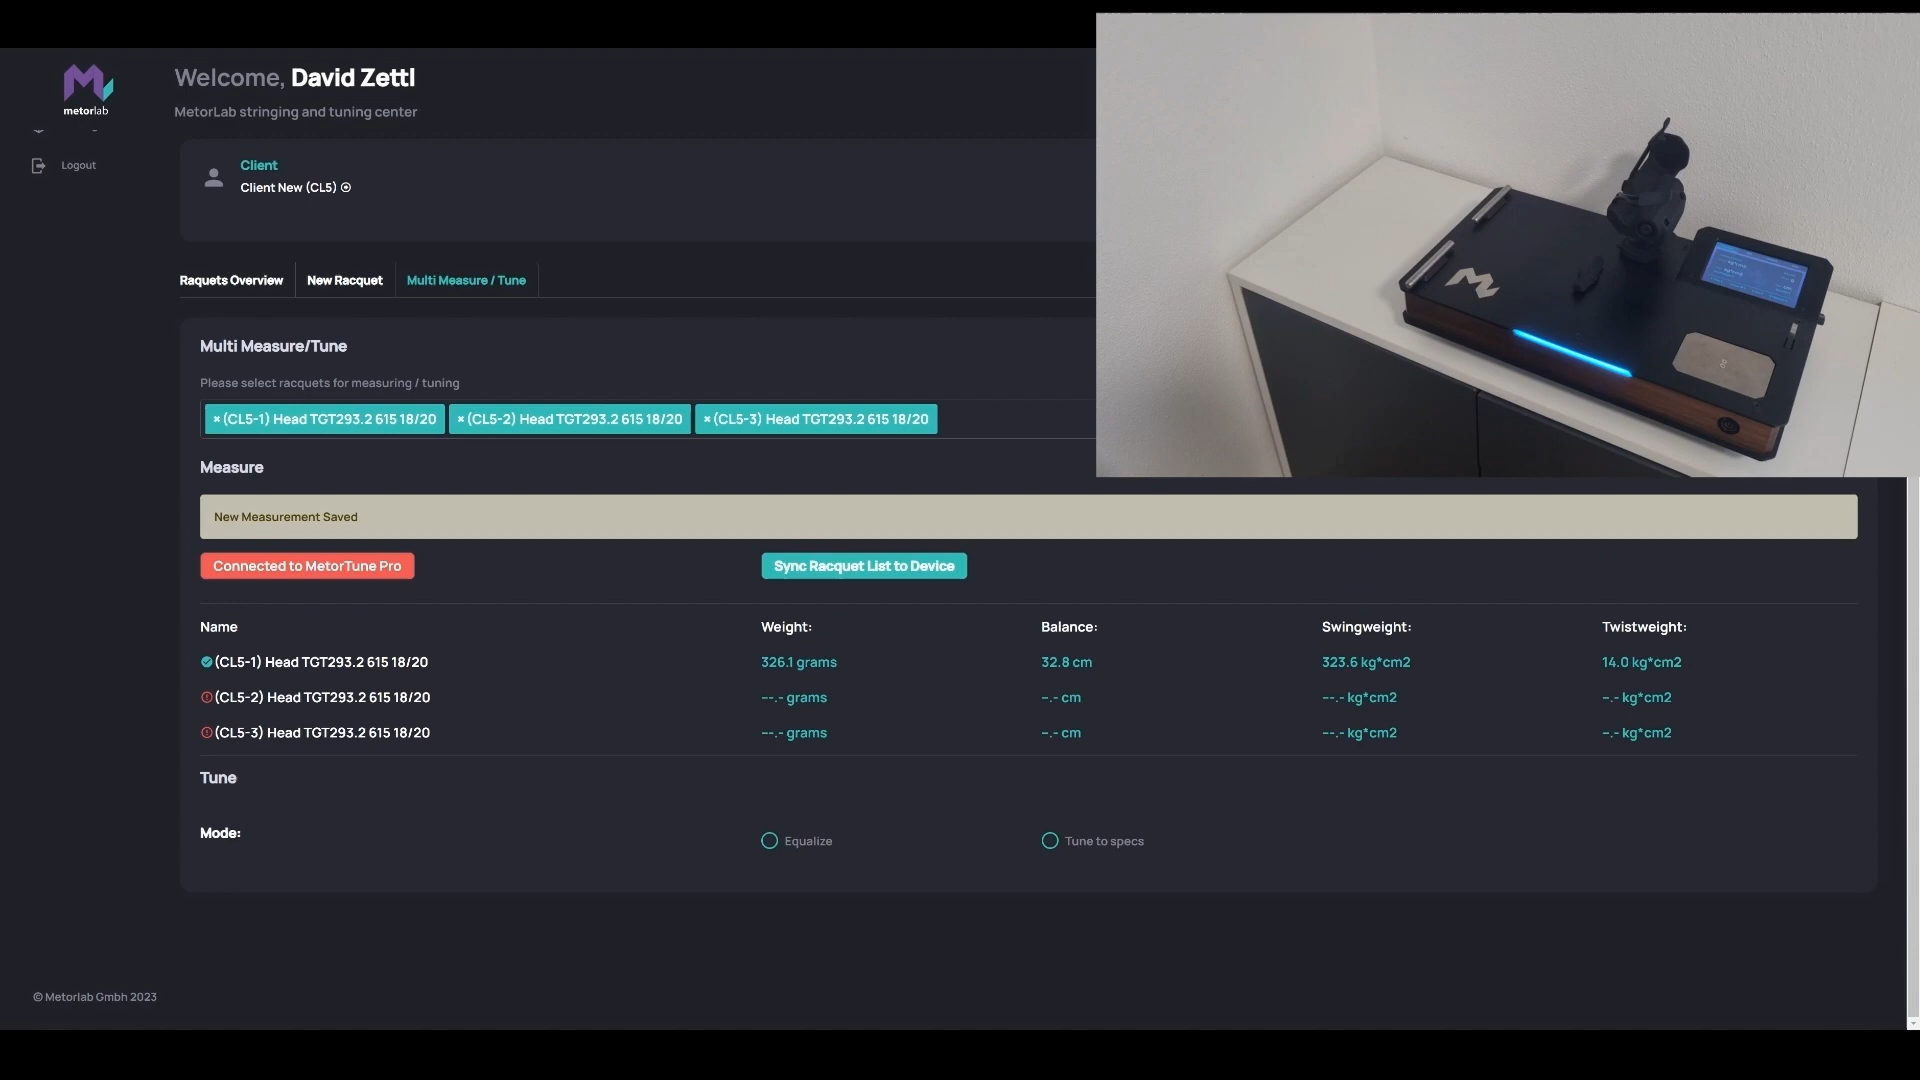 metorlab
Welcome, David Zettl
MetorLab stringing and tuning center
Logout
Client
Client New (CL5)
Raquets Overview
New Racquet
Multi Measure / Tune
Multi Measure/Tune
Please select racquets for measuring / tuning
× (CL5-1) Head TGT293.2 615 18/20
× (CL5-2) Head TGT293.2 615 18/20
× (CL5-3) Head TGT293.2 615 18/20
Measure
New Measurement Saved
Connected to MetorTune Pro
Sync Racquet List to Device
Name Weight: Balance: Swingweight: Twistweight:
(CL5-1) Head TGT293.2 615 18/20 326.1 grams 32.8 cm 323.6 kg*cm2 14.0 kg*cm2
(CL5-2) Head TGT293.2 615 18/20 --.- grams -.- cm --.- kg*cm2 -.- kg*cm2
(CL5-3) Head TGT293.2 615 18/20 --.- grams -.- cm --.- kg*cm2 -.- kg*cm2
Tune
Mode: Equalize Tune to specs
© Metorlab Gmbh 2023